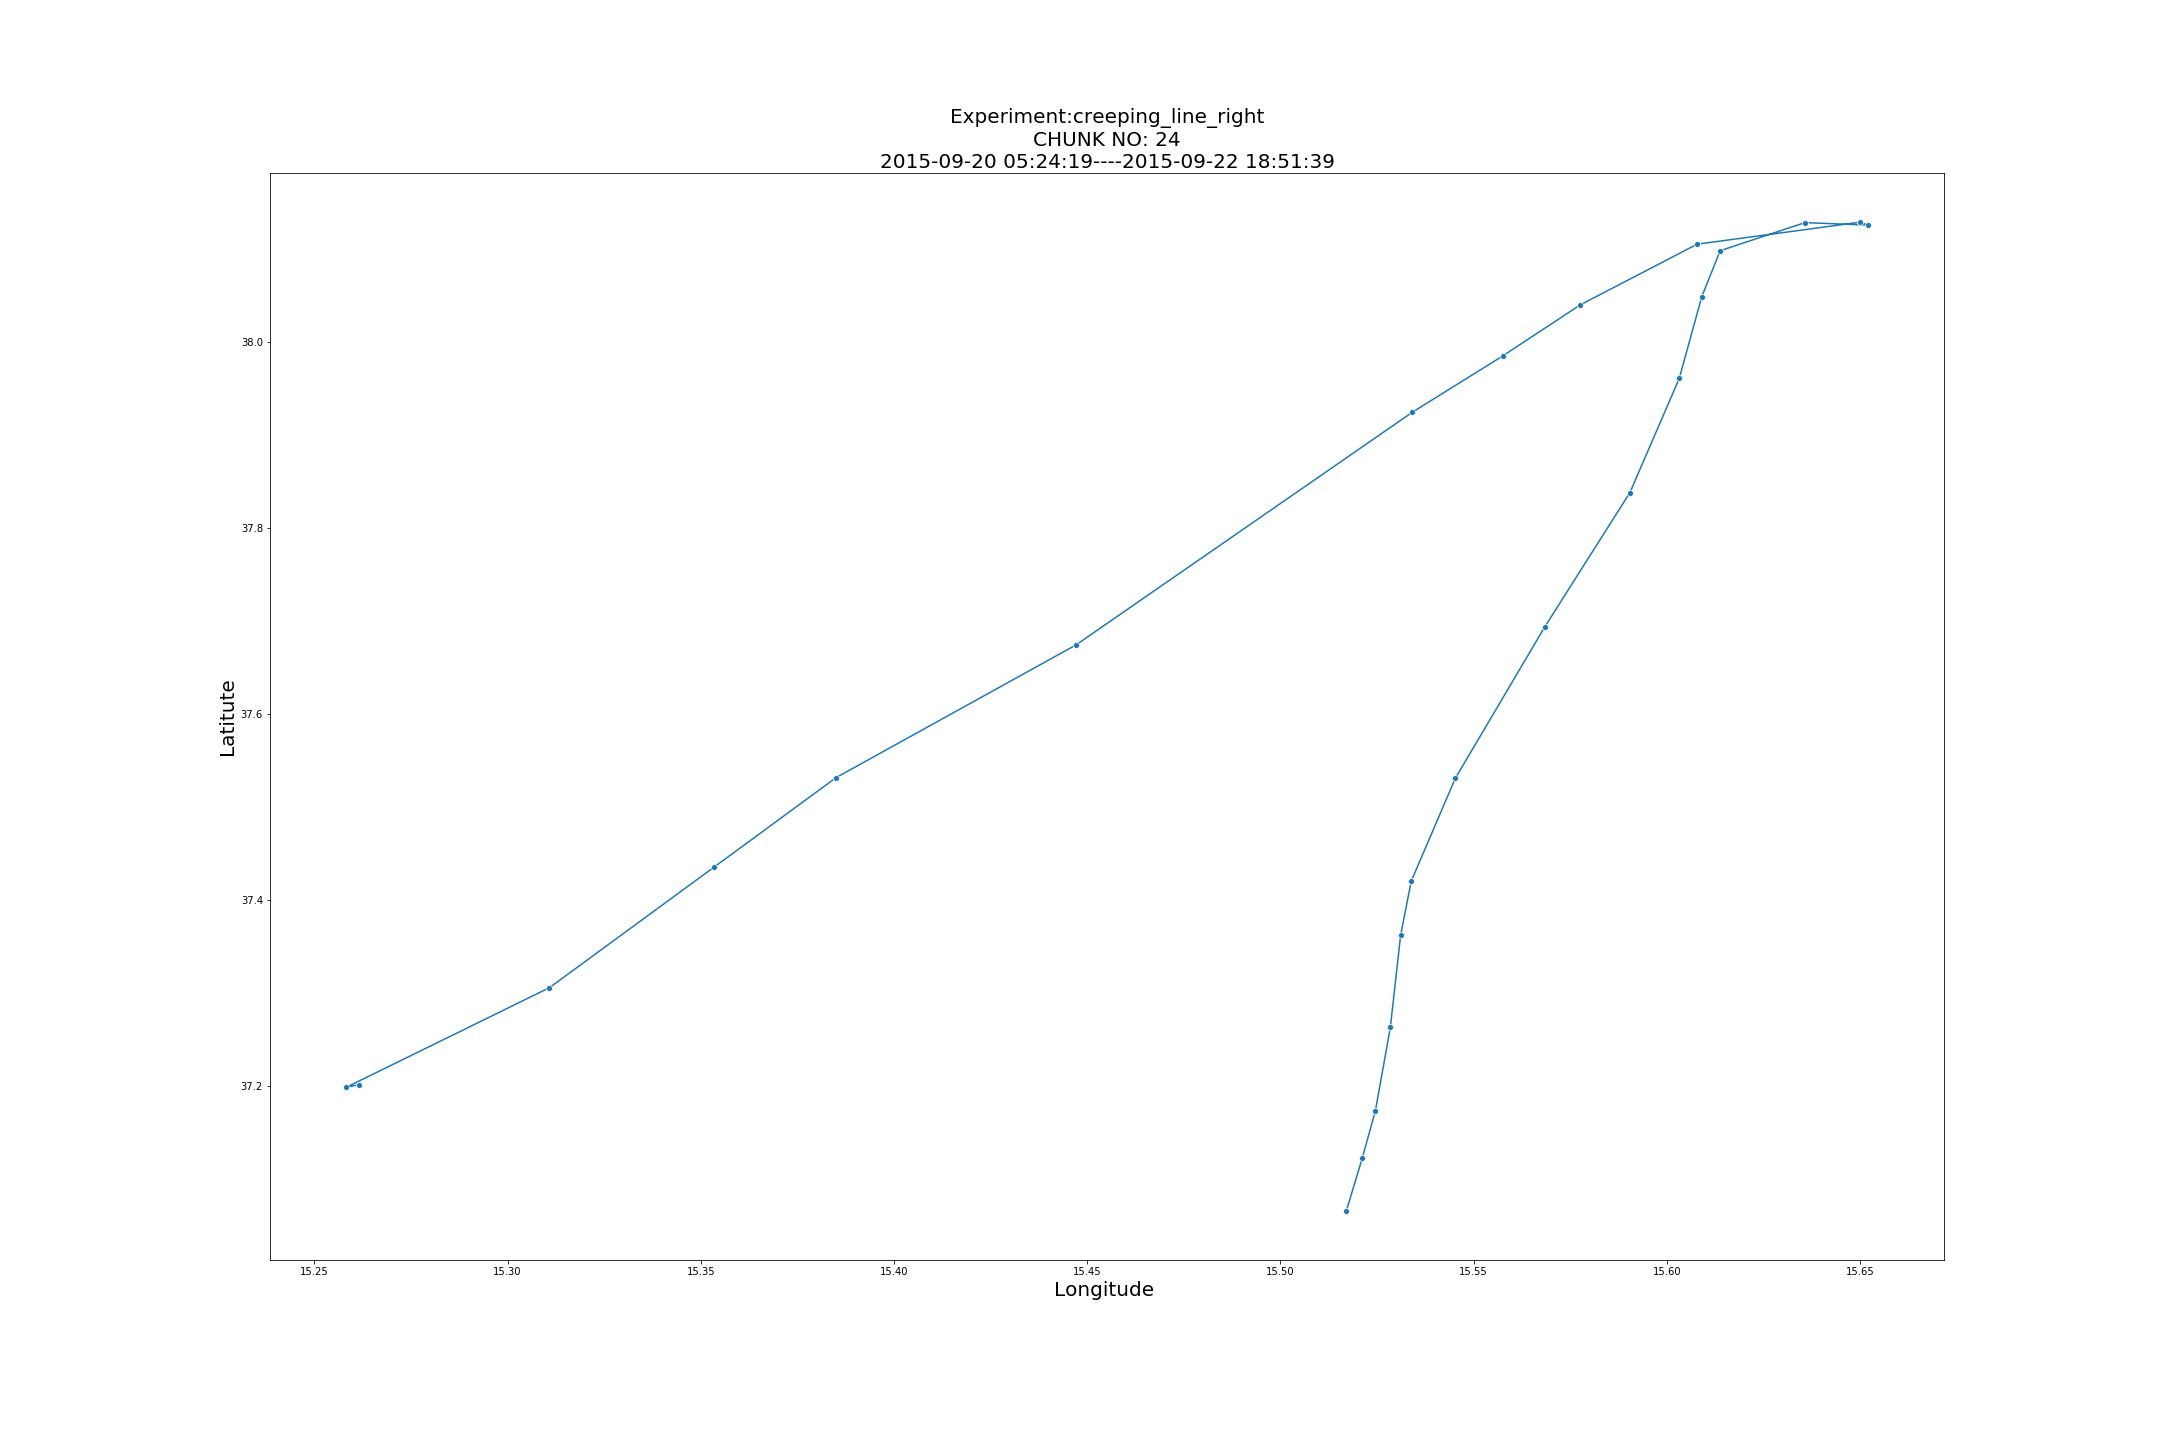 Experiment:creeping_line_right
CHUNK NO: 24
2015-09-20 05:24:19----2015-09-22 18:51:39
Latitute
38.0
37.8
37.6
37.4
37.2
15.25 15.30 15.35 15.40 15.45 15.50 15.55 15.60 15.65
Longitude